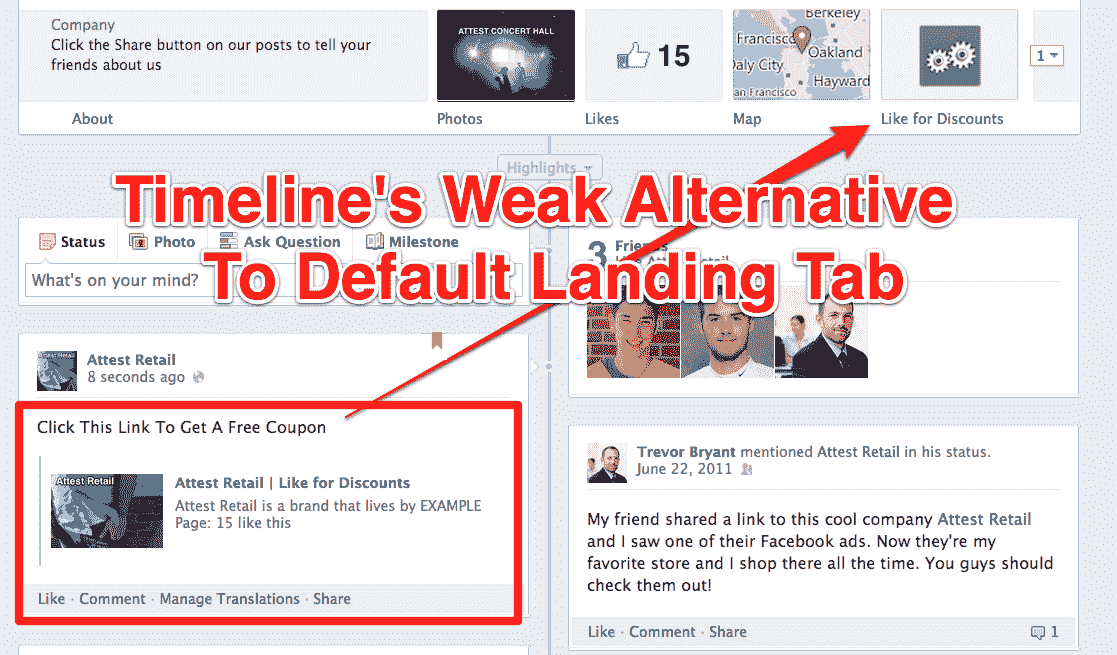 Company
Click the Share button on our posts to tell your
friends about us
ATTEST CONCERT HALL
15
Berkeley
Francisco
Oakland
Daly City
Hayward
an Francisco
1
About
Photos
Likes
Map
Like for Discounts
Highlights
Timeline's Weak Alternative
To Default Landing Tab
Status
Photo
Ask Question
Milestone
What's on your mind?
3 Friends
Attest Retail
8 seconds ago
Click This Link To Get A Free Coupon
Attest Retail
Attest Retail | Like for Discounts
Attest Retail is a brand that lives by EXAMPLE
Page: 15 like this
Like · Comment · Manage Translations · Share
Trevor Bryant mentioned Attest Retail in his status.
June 22, 2011
My friend shared a link to this cool company Attest Retail
and I saw one of their Facebook ads. Now they're my
favorite store and I shop there all the time. You guys should
check them out!
Like · Comment · Share
1